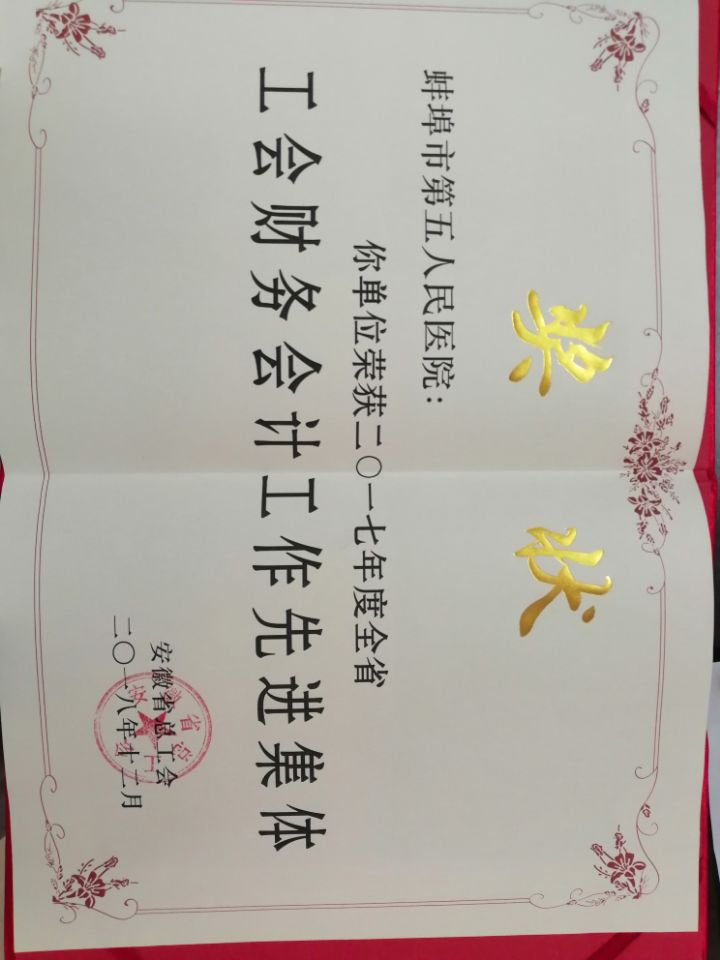 奖状
蚌埠市第五人民医院：
你单位荣获二〇一七年度全省
工会财务会计工作先进集体
安徽省总工会
二〇一八年十二月